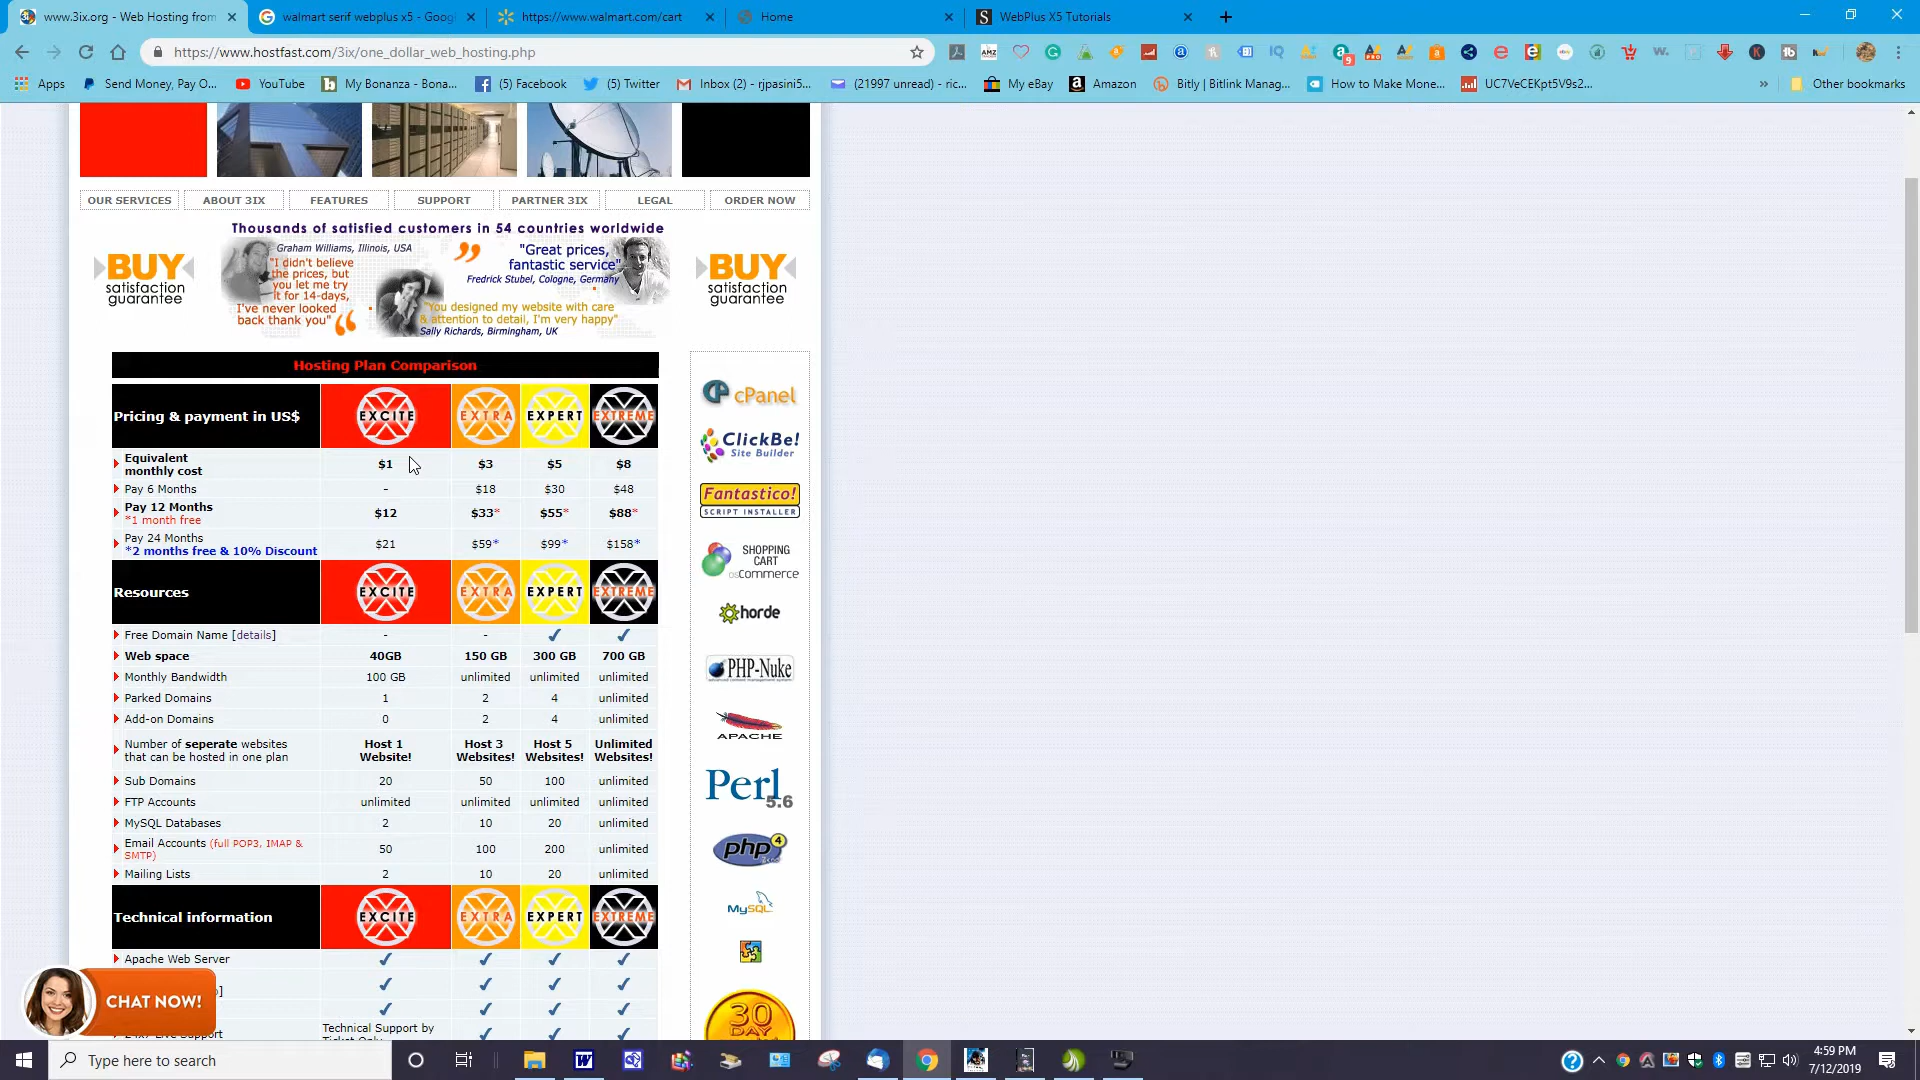 www.3ix.org - Web Hosting from
walmart serif webplus x5 - Goog
https://www.walmart.com/cart
Home
WebPlus X5 Tutorials
https://www.hostfast.com/3ix/one_dollar_web_hosting.php
Apps
Send Money, Pay O...
YouTube
My Bonanza - Bona...
(5) Facebook
(5) Twitter
Inbox (2) - rjpasini5...
(21997 unread) - ric...
My eBay
Amazon
Bitly | Bitlink Manag...
How to Make Mone...
UC7VeCEKpt5V9s2...
»
Other bookmarks
OUR SERVICES ABOUT 3IX FEATURES SUPPORT PARTNER 3IX LEGAL ORDER NOW
Thousands of satisfied customers in 54 countries worldwide
BUY
satisfaction
guarantee
Graham Williams, Illinois, USA
"I didn't believe
the prices, but
you let me try
it for 14-days,
I've never looked
back thank you"
"Great prices,
fantastic service"
Fredrick Stubel, Cologne, Germany
"You designed my website with care
& attention to detail, I'm very happy"
Sally Richards, Birmingham, UK
BUY
satisfaction
guarantee
Hosting Plan Comparison
Pricing & payment in US$ EXCITE EXTRA EXPERT EXTREME
Equivalent
monthly cost $1 $3 $5 $8
Pay 6 Months - $18 $30 $48
Pay 12 Months
*1 month free $12 $33* $55* $88*
Pay 24 Months
*2 months free & 10% Discount $21 $59* $99* $158*
Resources EXCITE EXTRA EXPERT EXTREME
Free Domain Name [details] - - ✓ ✓
Web space 40GB 150 GB 300 GB 700 GB
Monthly Bandwidth 100 GB unlimited unlimited unlimited
Parked Domains 1 2 4 unlimited
Add-on Domains 0 2 4 unlimited
Number of seperate websites Host 1 Host 3 Host 5 Unlimited
that can be hosted in one plan Website! Websites! Websites! Websites!
Sub Domains 20 50 100 unlimited
FTP Accounts unlimited unlimited unlimited unlimited
MySQL Databases 2 10 20 unlimited
Email Accounts (full POP3, IMAP &
SMTP) 50 100 200 unlimited
Mailing Lists 2 10 20 unlimited
Technical information EXCITE EXTRA EXPERT EXTREME
Apache Web Server ✓ ✓ ✓ ✓
Technical Support by
cPanel
ClickBe!
Site Builder
Fantastico!
SCRIPT INSTALLER
SHOPPING
CART
osCommerce
horde
PHP-Nuke
APACHE
Perl
5.6
php 4
MySQL
30
DAY
CHAT NOW!
Type here to search
4:59 PM
7/12/2019